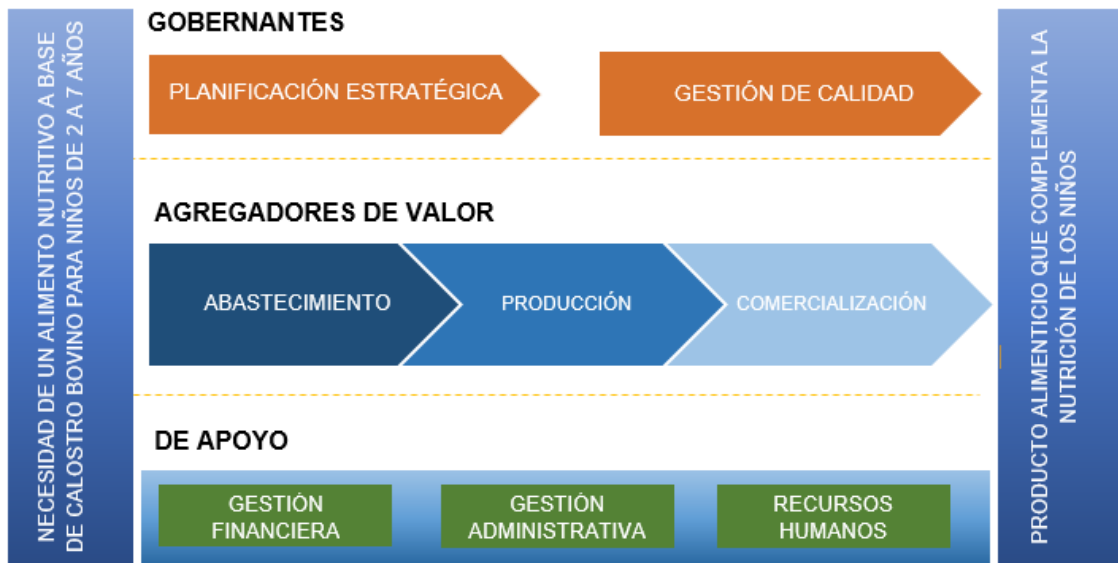 NECESIDAD DE UN ALIMENTO NUTRITIVO A BASE
DE CALOSTRO BOVINO PARA NIÑOS DE 2 A 7 AÑOS
GOBERNANTES
PLANIFICACIÓN ESTRATÉGICA
GESTIÓN DE CALIDAD
AGREGADORES DE VALOR
ABASTECIMIENTO
PRODUCCIÓN
COMERCIALIZACIÓN
DE APOYO
GESTIÓN
FINANCIERA
GESTIÓN
ADMINISTRATIVA
RECURSOS
HUMANOS
PRODUCTO ALIMENTICIO QUE COMPLEMENTA LA
NUTRICIÓN DE LOS NIÑOS